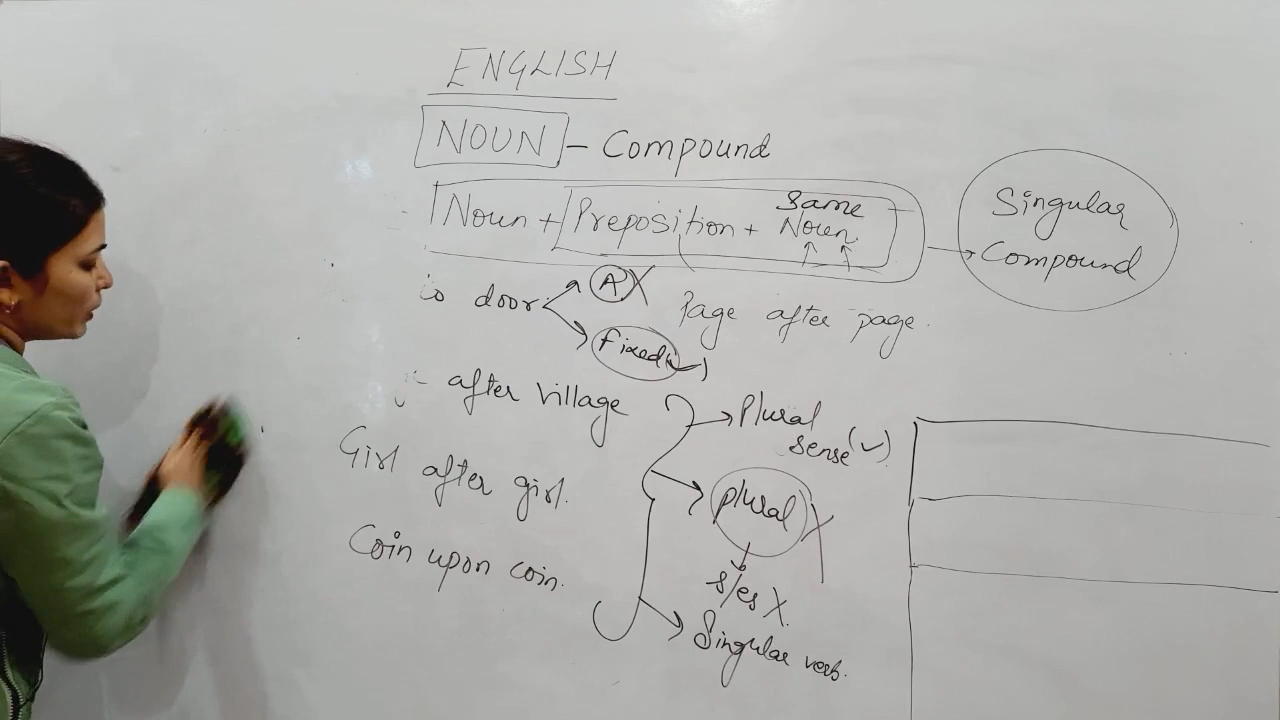 ENGLISH
NOUN - Compound
Noun + Preposition + Same Noun
Singular
Compound
to door
A X
fixed (✓)
Page after page.
after village
Girl after girl.
Coin upon coin.
Plural
sense (✓)
plural X
s/es X.
Singular verb.